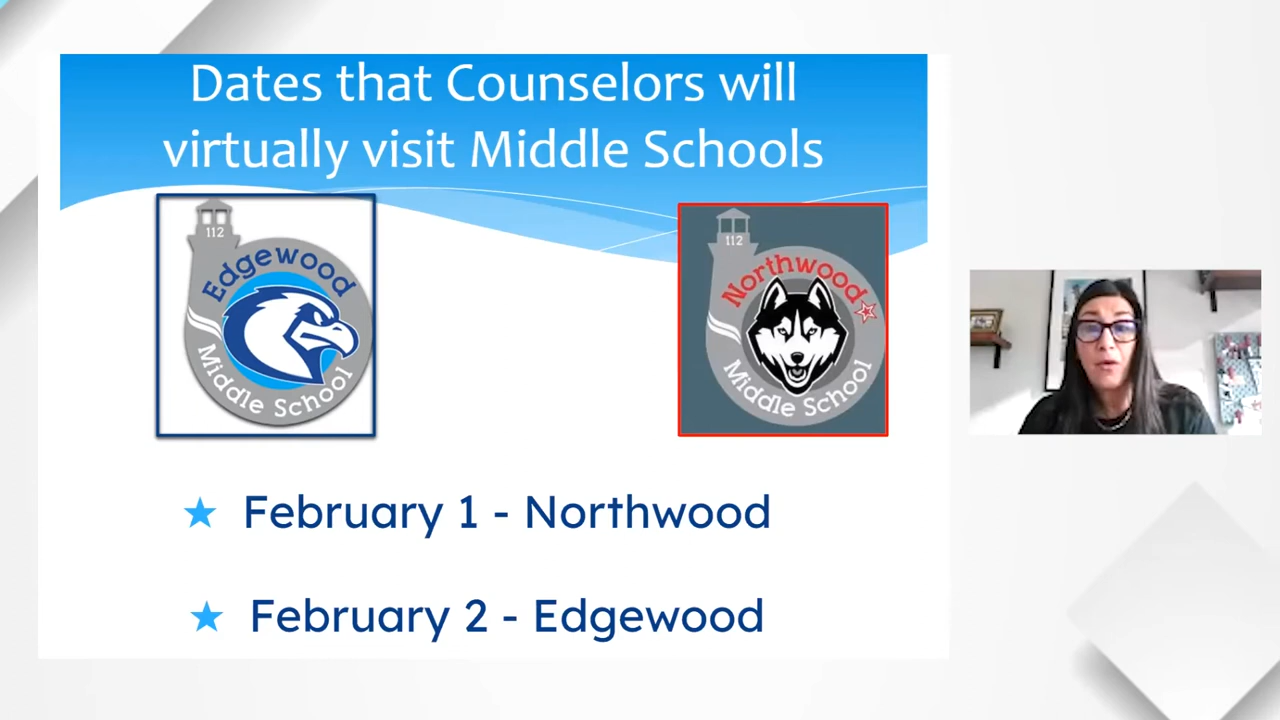 Dates that Counselors will
virtually visit Middle Schools
112
Edgewood
Middle School
112
Northwood
Middle School
February 1 - Northwood
February 2 - Edgewood